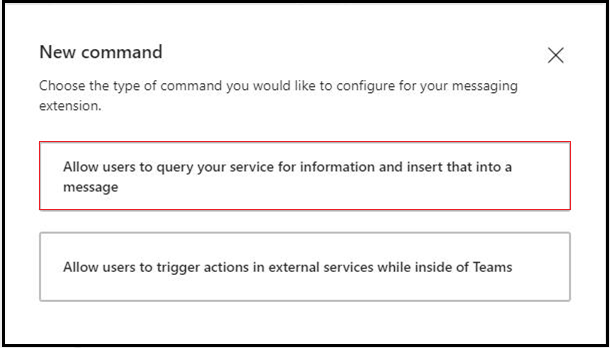 New command
Choose the type of command you would like to configure for your messaging
extension.
Allow users to query your service for information and insert that into a
message
Allow users to trigger actions in external services while inside of Teams